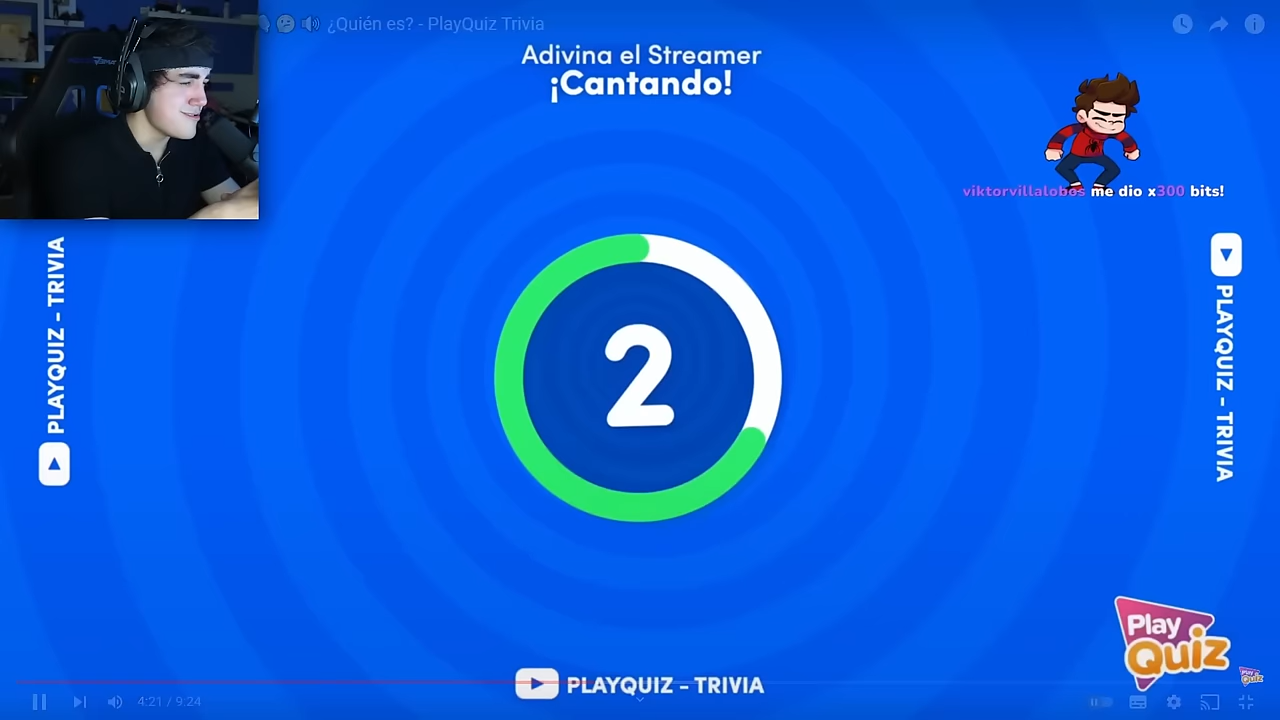 ¿Quién es? - PlayQuiz Trivia
Adivina el Streamer
¡Cantando!
viktorvillalobos me dio x300 bits!
PLAYQUIZ - TRIVIA
PLAYQUIZ - TRIVIA
2
Play
Quiz
PLAYQUIZ - TRIVIA
4:21 / 9:24